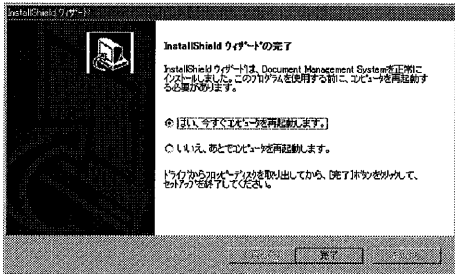 InstallShield ウィザード
InstallShield ウィザードの完了
InstallShield ウィザードは、Document Management Systemを正常に
インストールしました。このプログラムを使用する前に、コンピュータを再起動す
る必要があります。
はい、今すぐコンピュータを再起動します。
いいえ、あとでコンピュータを再起動します。
ドライブからフロッピーディスクを取り出してから、[完了]ボタンをクリックして、
セットアップを終了してください。
完了